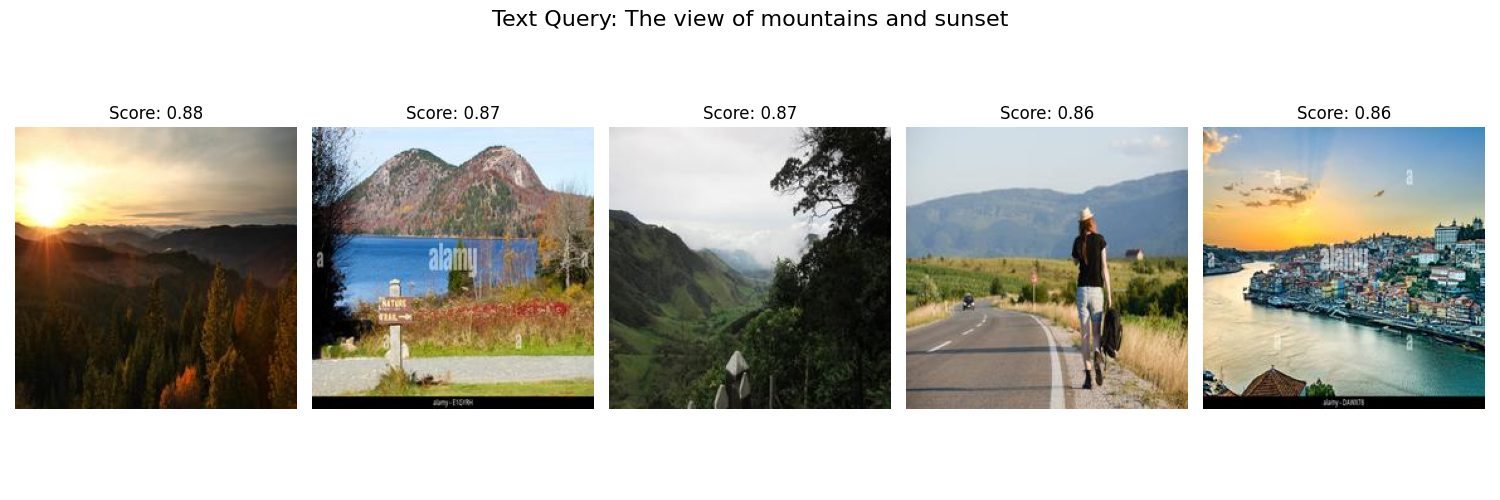 Text Query: The view of mountains and sunset
Score: 0.88
Score: 0.87
Score: 0.87
Score: 0.86
Score: 0.86
a
a
alamy
a
a
NATURE
TRAIL
a
a
alamy - E1GYRH
a
a
a
alamy
a
a
alamy - DAWXT8